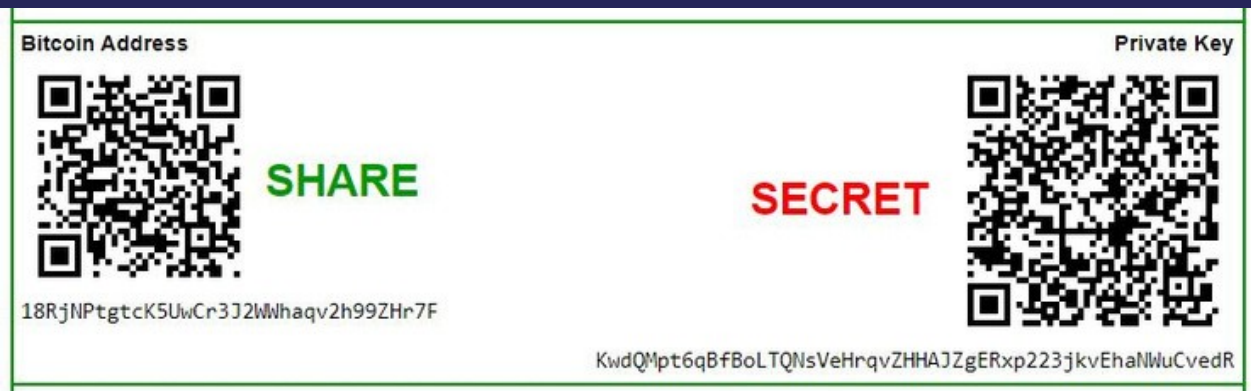 Bitcoin Address
Private Key
SHARE
SECRET
18RjNPtgtcK5UwCr3J2WWhaqv2h99ZHr7F
KwdQMpt6qBfBoLTQNsVeHrqvZHHAJZgERxp223jkvEhaNWuCvedR